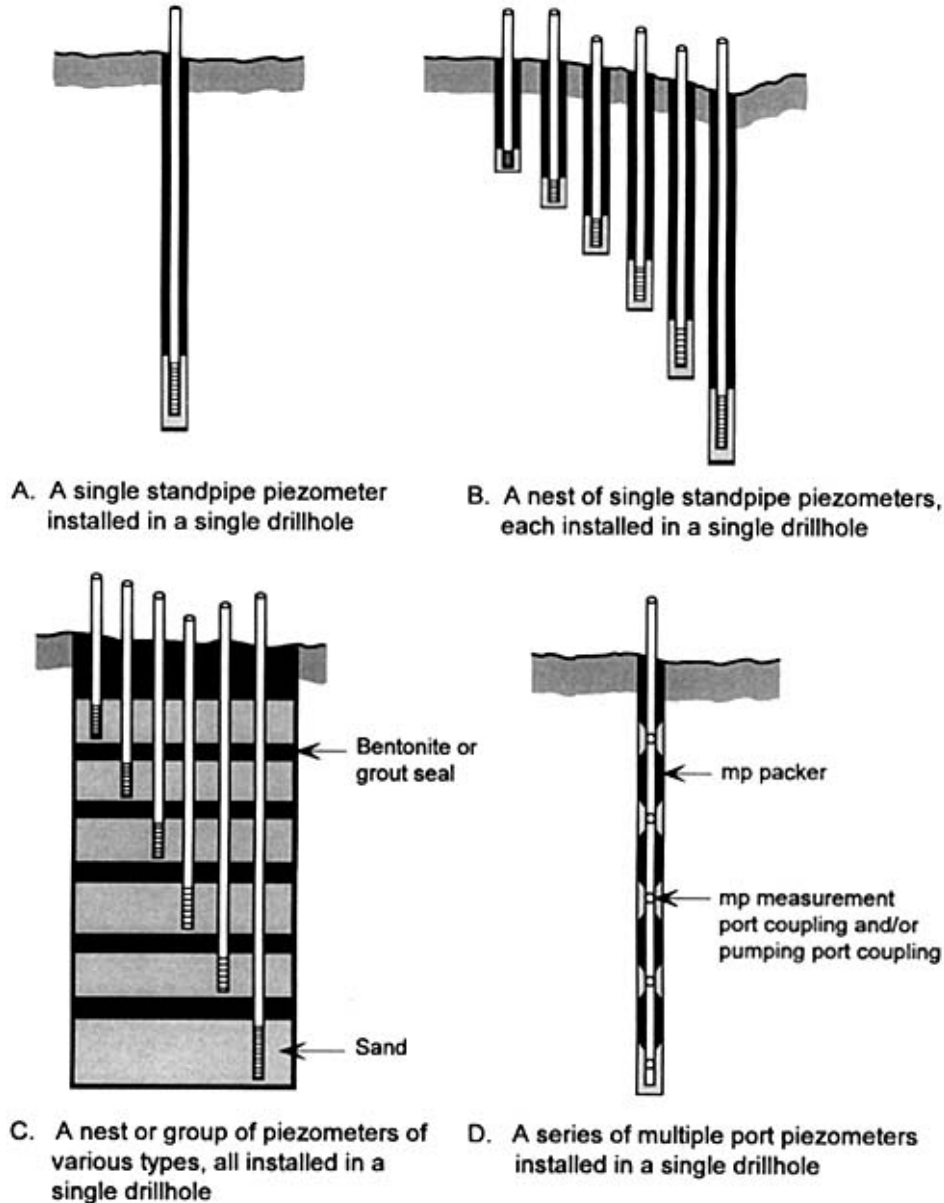 A. A single standpipe piezometer
installed in a single drillhole
B. A nest of single standpipe piezometers,
each installed in a single drillhole
Bentonite or
grout seal
Sand
mp packer
mp measurement
port coupling and/or
pumping port coupling
C. A nest or group of piezometers of
various types, all installed in a
single drillhole
D. A series of multiple port piezometers
installed in a single drillhole